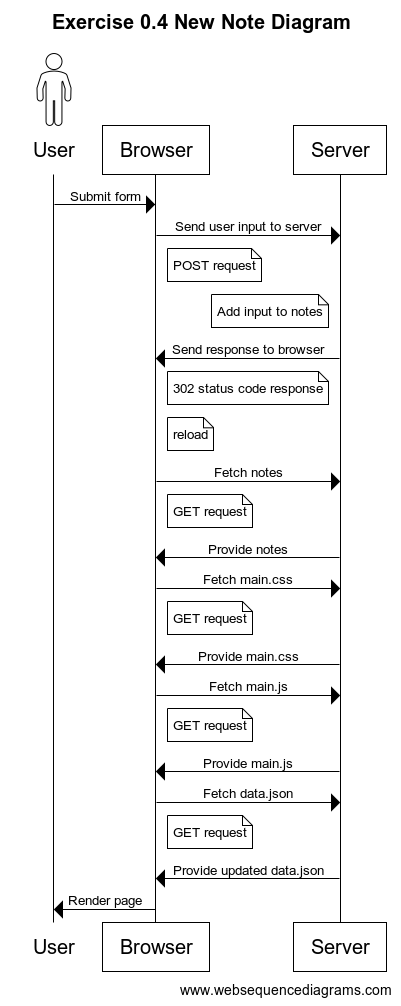 Exercise 0.4 New Note Diagram
User
Browser
Server
Submit form
Send user input to server
POST request
Add input to notes
Send response to browser
302 status code response
reload
Fetch notes
GET request
Provide notes
Fetch main.css
GET request
Provide main.css
Fetch main.js
GET request
Provide main.js
Fetch data.json
GET request
Provide updated data.json
Render page
User
Browser
Server
www.websequencediagrams.com